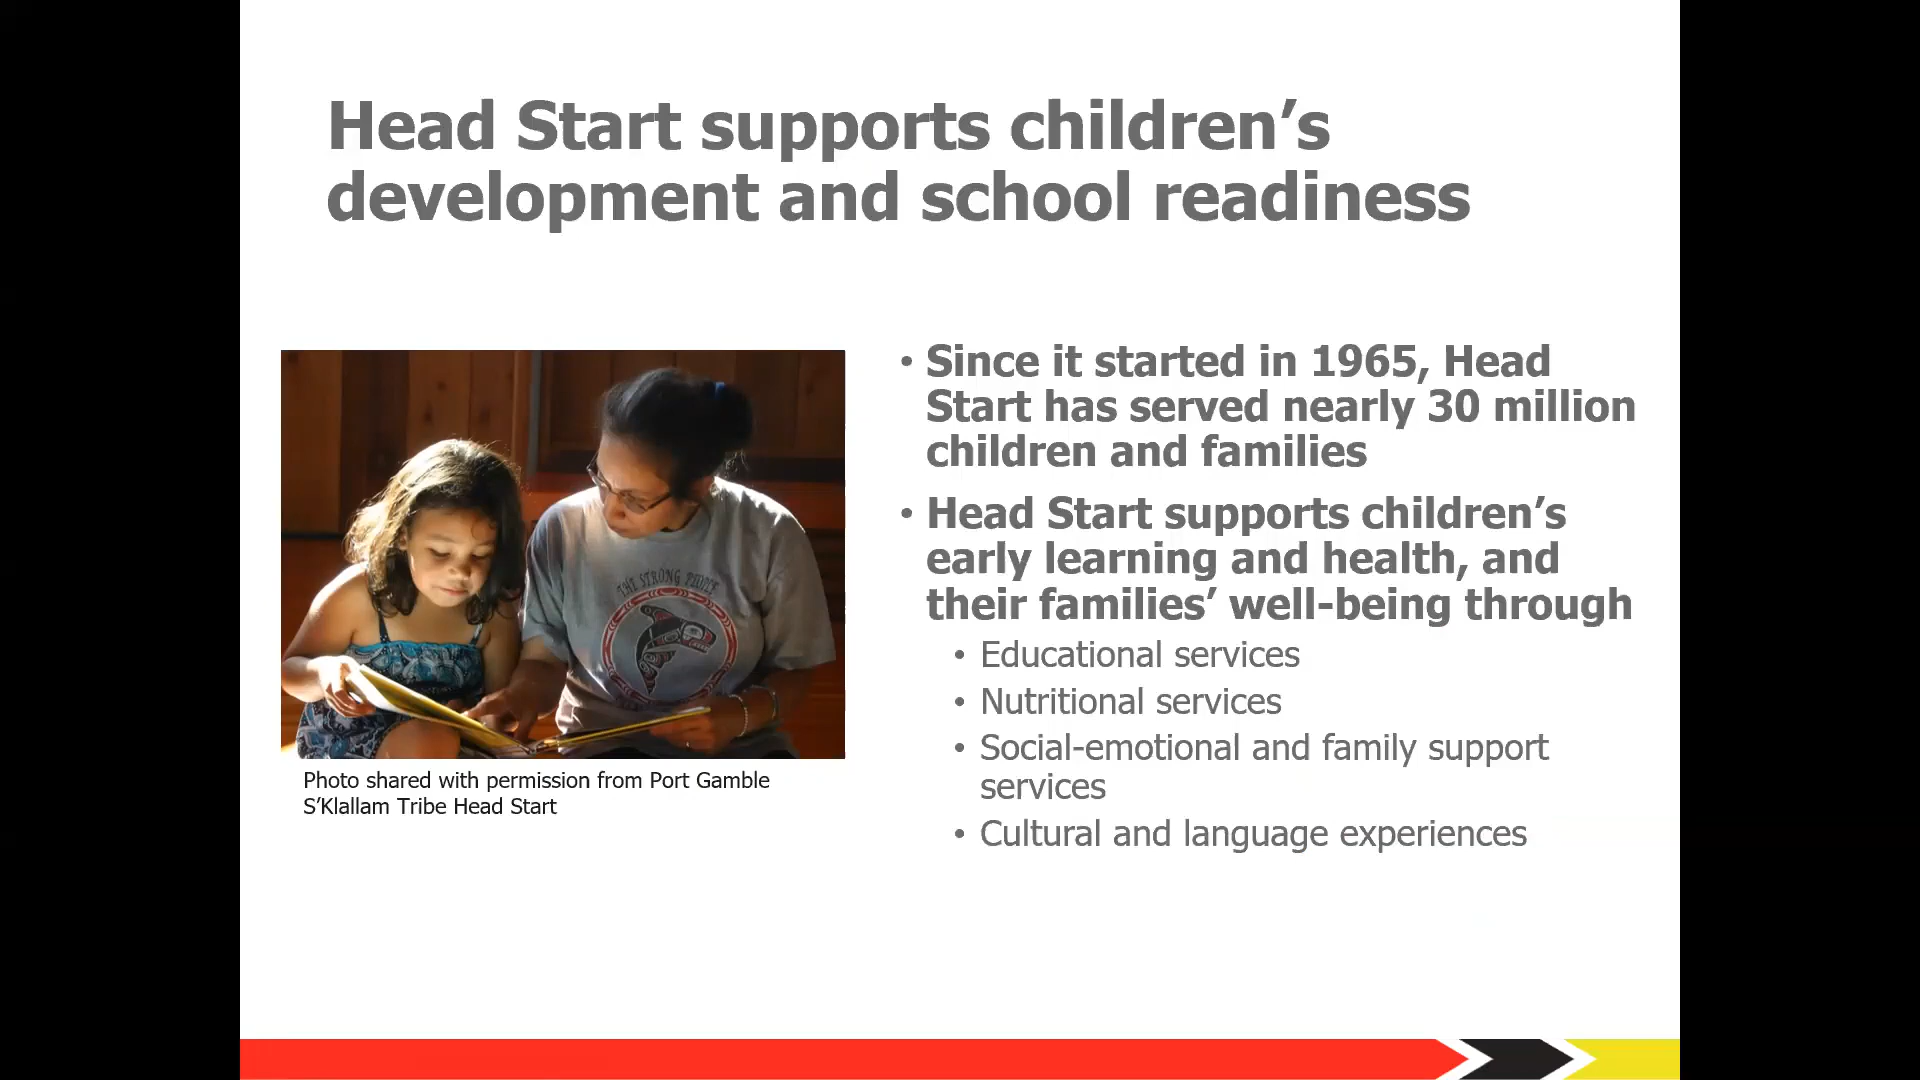 Head Start supports children’s
development and school readiness
• Since it started in 1965, Head
Start has served nearly 30 million
children and families
• Head Start supports children’s
early learning and health, and
their families’ well-being through
• Educational services
• Nutritional services
• Social-emotional and family support
services
• Cultural and language experiences
THE STRONG PEOPLE
Photo shared with permission from Port Gamble
S’Klallam Tribe Head Start